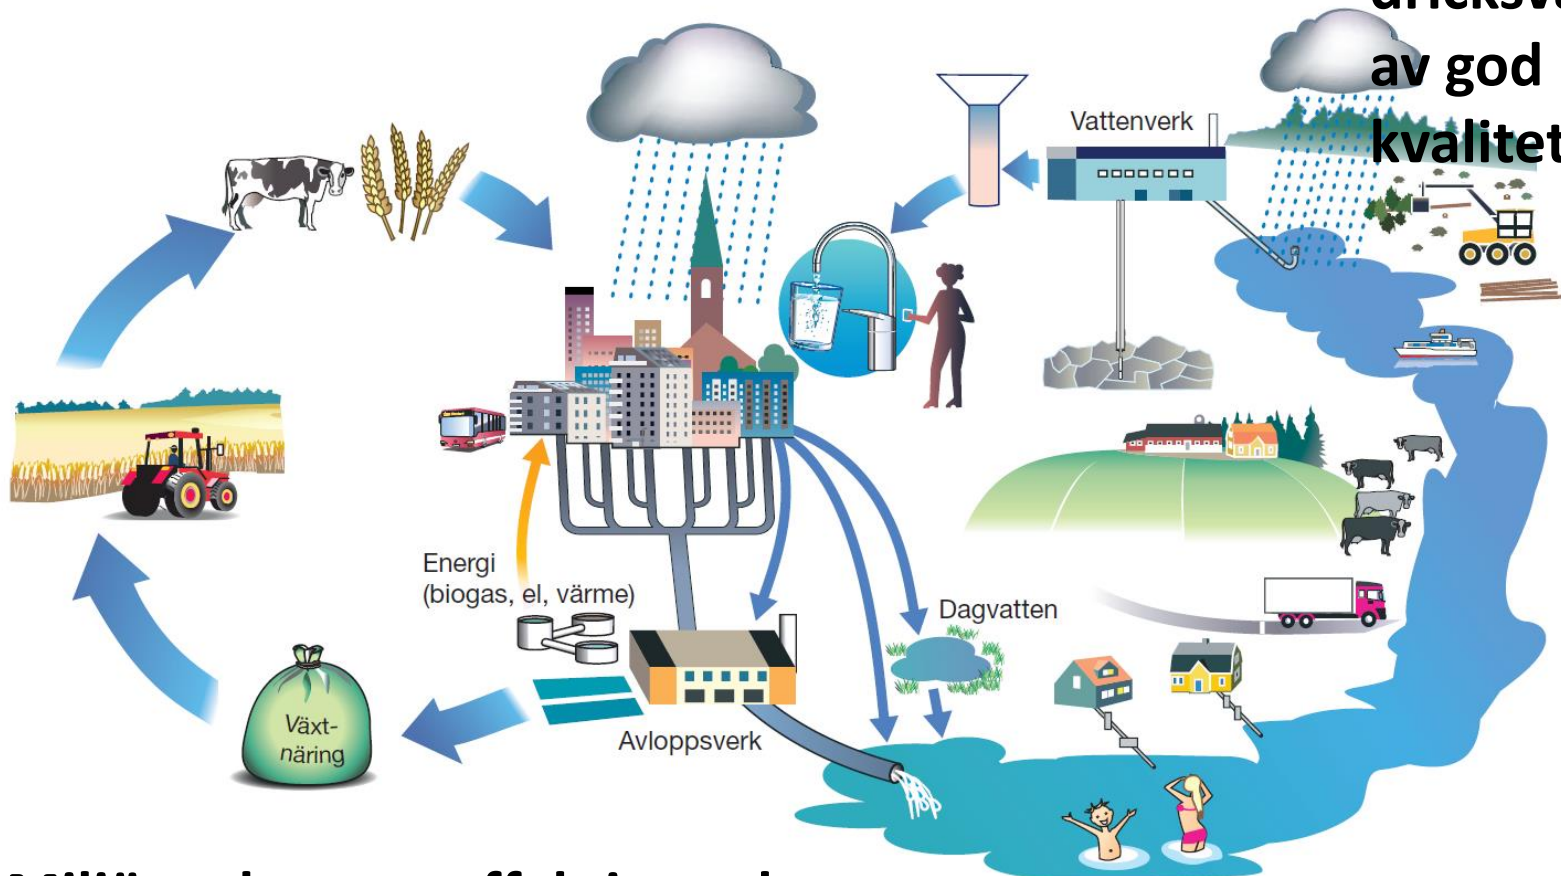 av god
kvalitet
Vattenverk
Energi
(biogas, el, värme)
Dagvatten
Växt-
näring
Avloppsverk